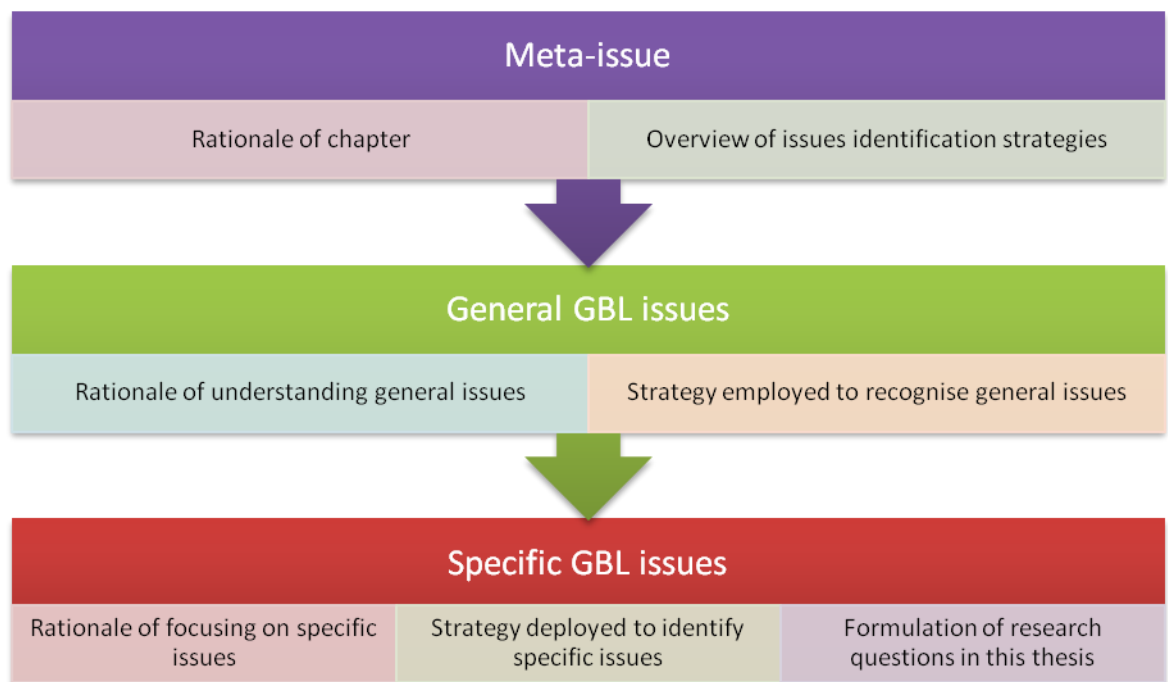 Meta-issue
Rationale of chapter
Overview of issues identification strategies
General GBL issues
Rationale of understanding general issues
Strategy employed to recognise general issues
Specific GBL issues
Rationale of focusing on specific
issues
Strategy deployed to identify
specific issues
Formulation of research
questions in this thesis